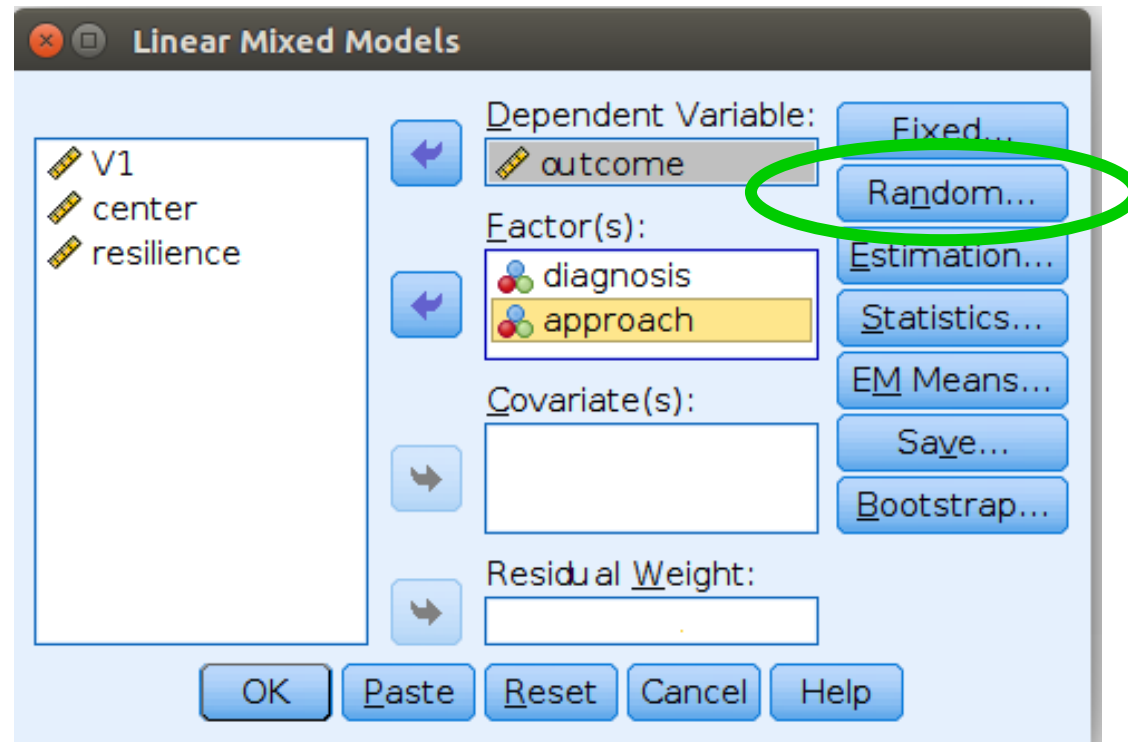 Linear Mixed Models
V1
center
resilience
Dependent Variable:
outcome
Factor(s):
diagnosis
approach
Covariate(s):
Residual Weight:
Fixed...
Random...
Estimation...
Statistics...
EM Means...
Save...
Bootstrap...
OK Paste Reset Cancel Help